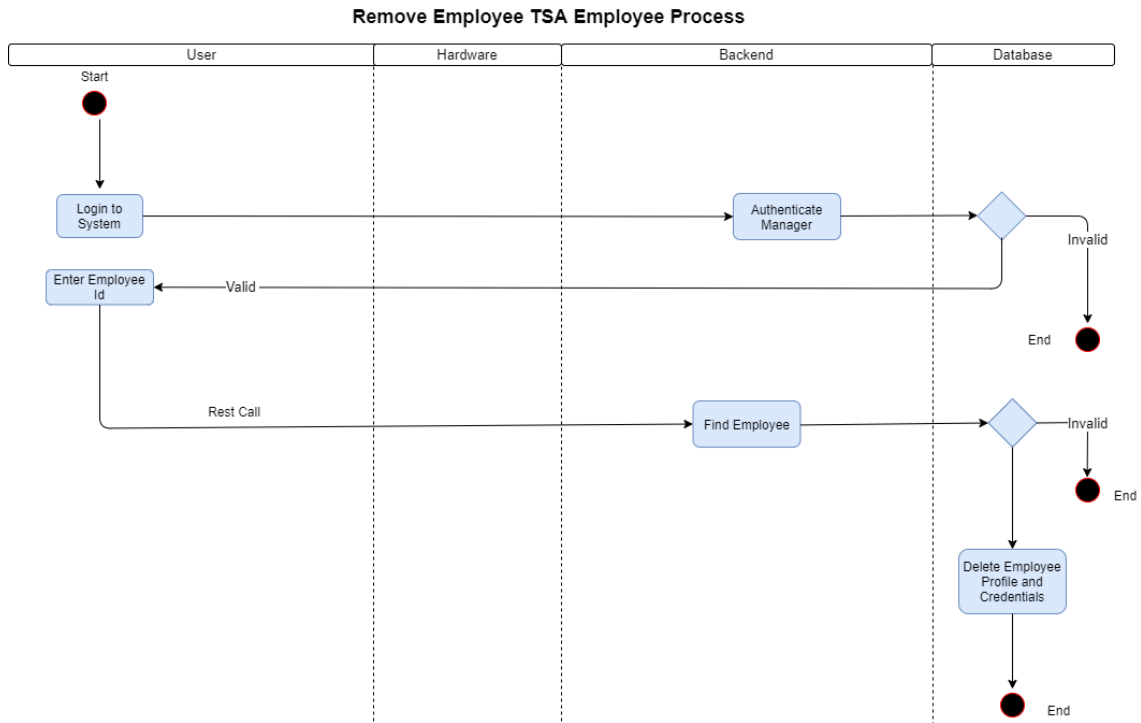 Remove Employee TSA Employee Process
User
Hardware
Backend
Database
Start
Login to
System
Authenticate
Manager
Invalid
Enter Employee
Id
Valid
End
Rest Call
Find Employee
Invalid
End
Delete Employee
Profile and
Credentials
End